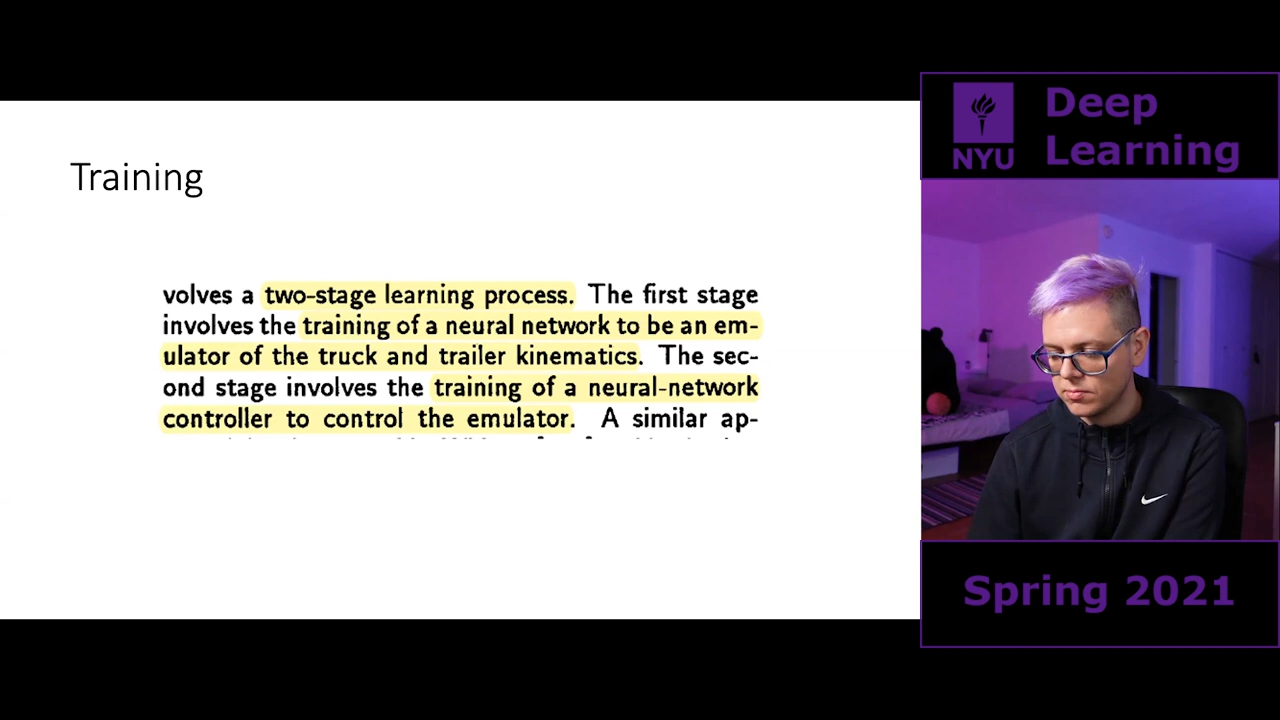 Training
volves a two-stage learning process. The first stage
involves the training of a neural network to be an em-
ulator of the truck and trailer kinematics. The sec-
ond stage involves the training of a neural-network
controller to control the emulator. A similar ap-
NYU
Deep
Learning
Spring 2021